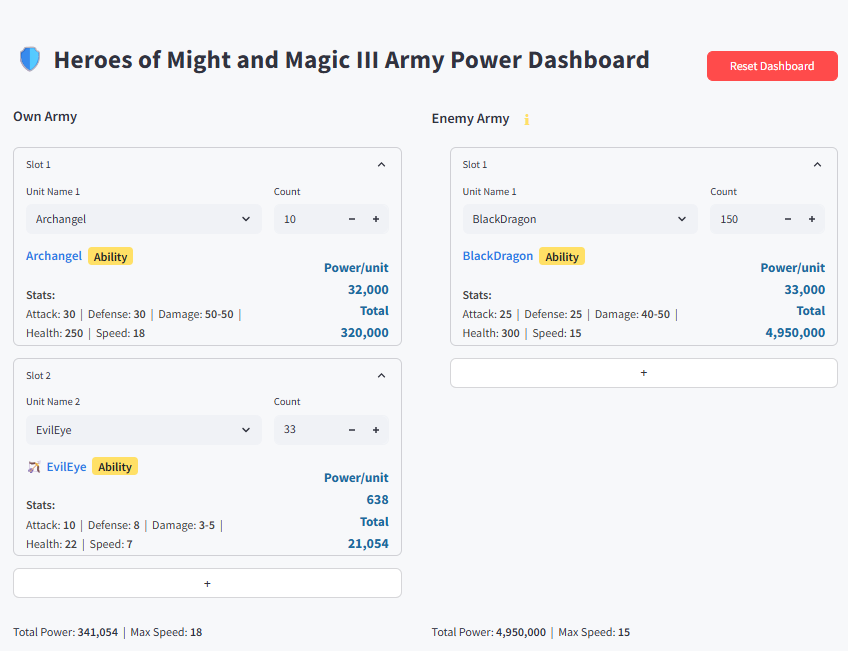 Heroes of Might and Magic III Army Power Dashboard
Reset Dashboard
Own Army
Slot 1
Unit Name 1 Count
Archangel 10 − +
Archangel Ability
Power/unit
32,000
Total
320,000
Stats:
Attack: 30 | Defense: 30 | Damage: 50-50 |
Health: 250 | Speed: 18
Slot 2
Unit Name 2 Count
EvilEye 33 − +
EvilEye Ability
Power/unit
638
Total
21,054
Stats:
Attack: 10 | Defense: 8 | Damage: 3-5 |
Health: 22 | Speed: 7
+
Total Power: 341,054 | Max Speed: 18
Enemy Army ℹ
Slot 1
Unit Name 1 Count
BlackDragon 150 − +
BlackDragon Ability
Power/unit
33,000
Total
4,950,000
Stats:
Attack: 25 | Defense: 25 | Damage: 40-50 |
Health: 300 | Speed: 15
+
Total Power: 4,950,000 | Max Speed: 15